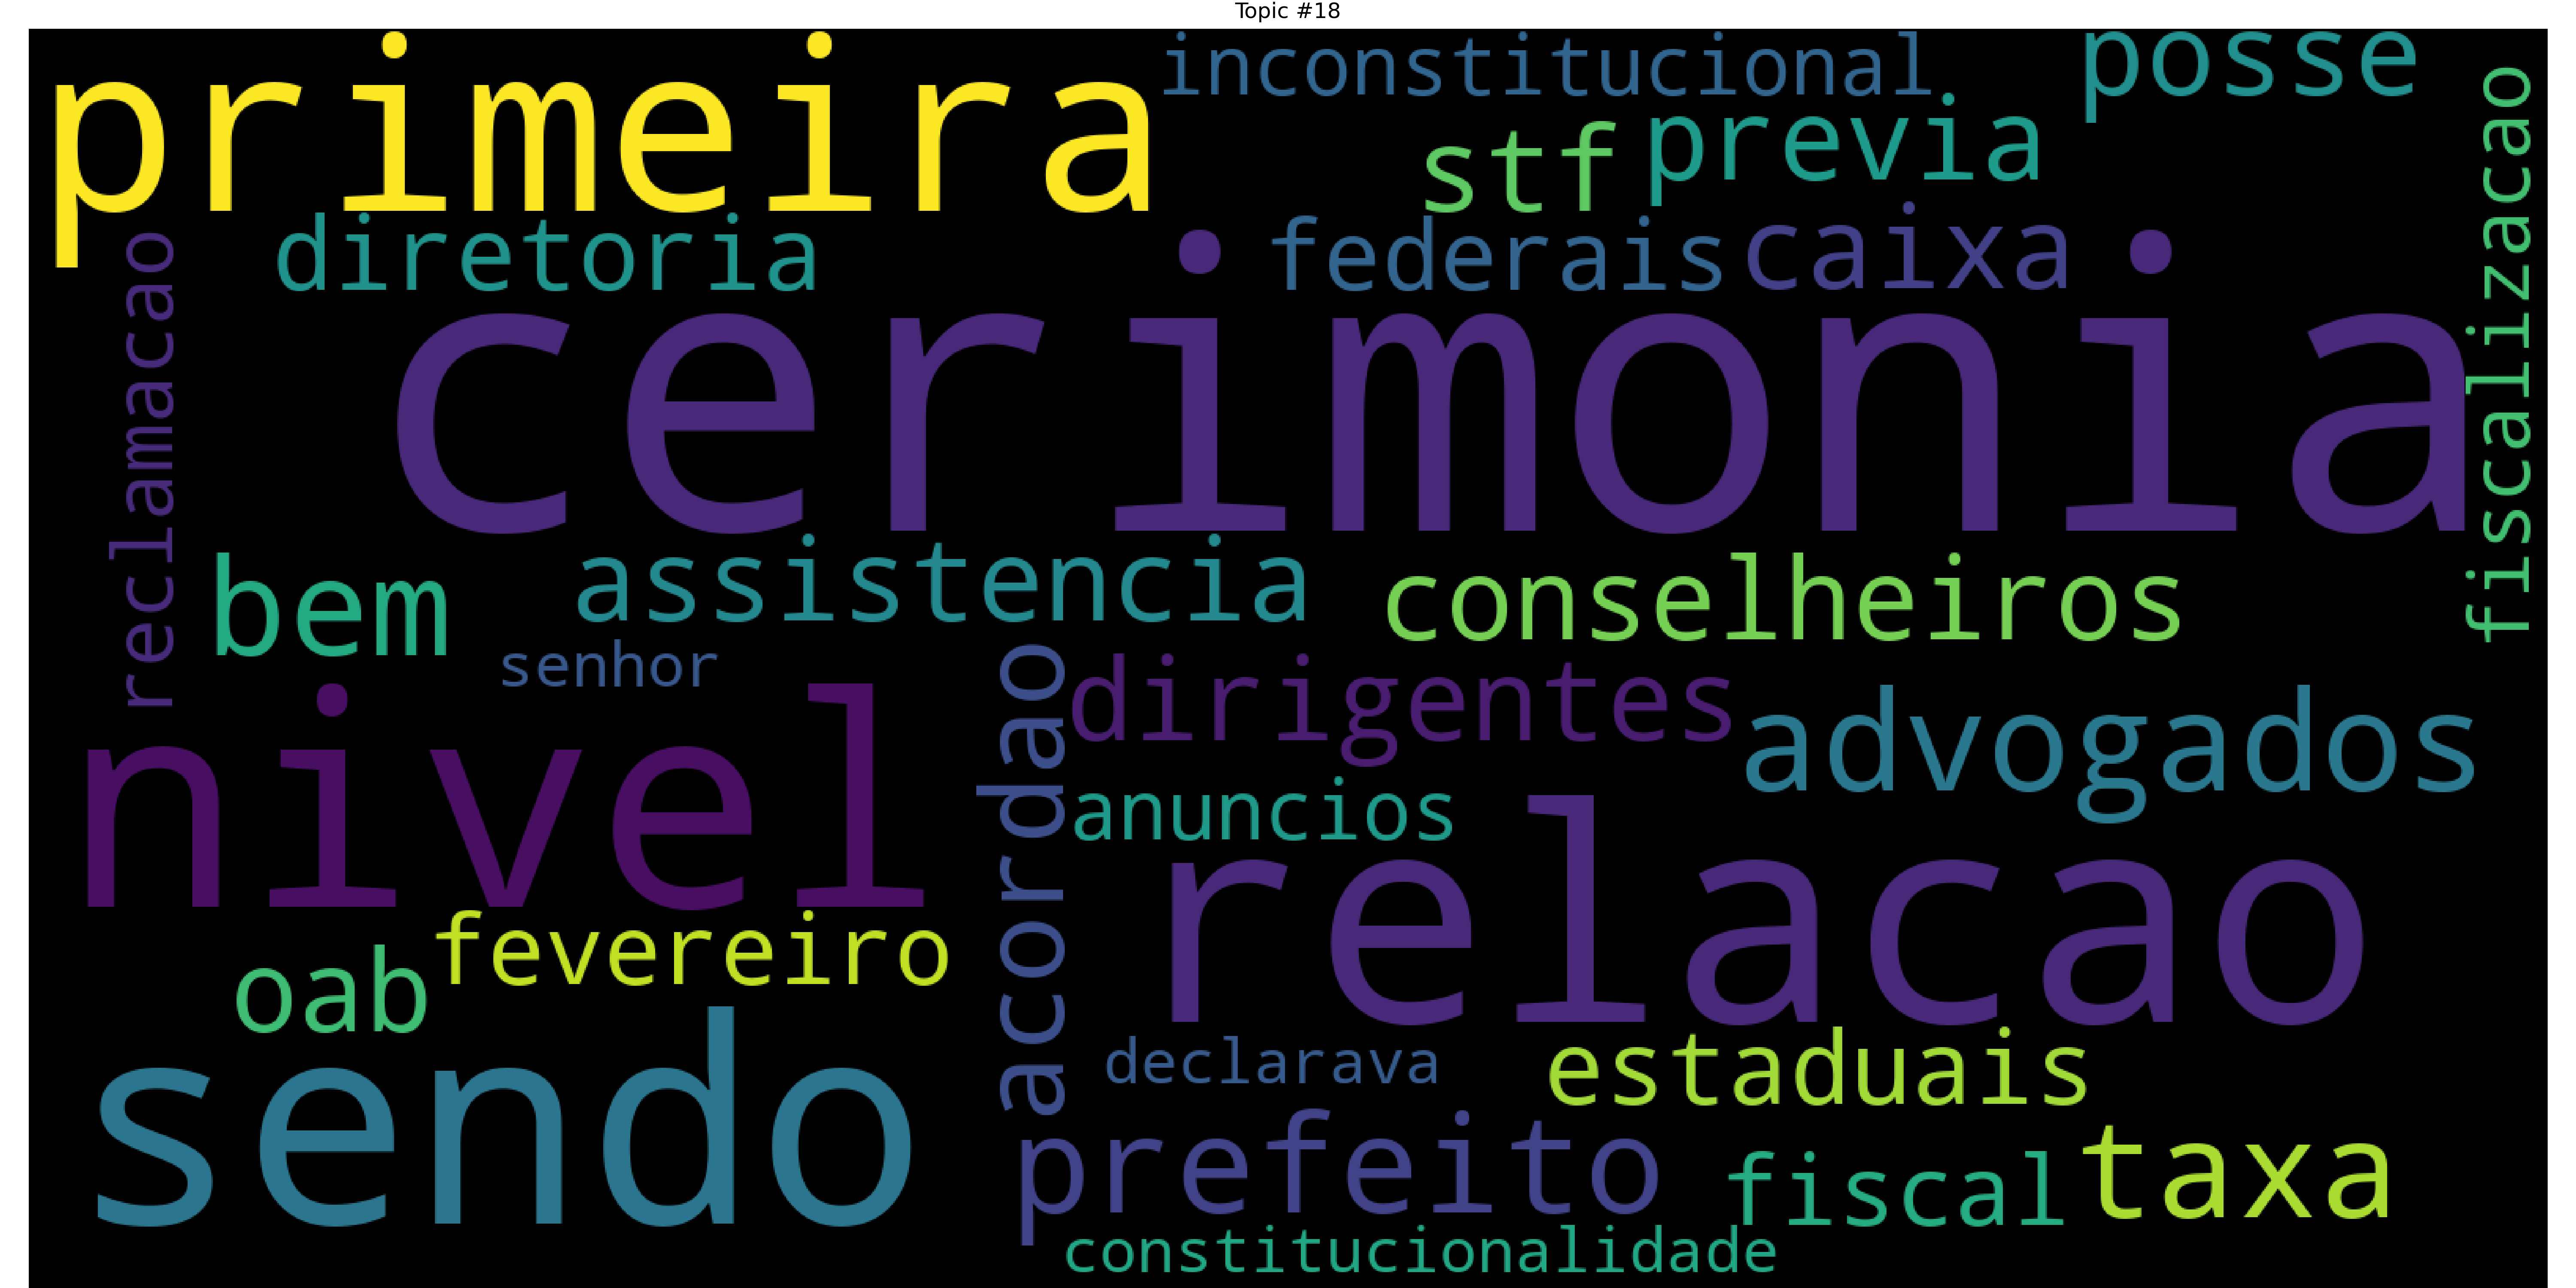 Topic #18
primeira
inconstitucional
posse
stf
previa
fiscalizacao
diretoria
federais
caixa
reclamacao
cerimonia
assistencia
conselheiros
bem
senhor
dirigentes
advogados
nivel
acordao
anuncios
relacao
fevereiro
oab
sendo
declarava
estaduais
prefeito
fiscal
taxa
constitucionalidade